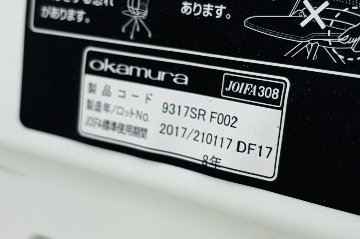 があります。
あります。
okamura
JOIFA308
製品コード 9317SR F002
製造年/ロットNo. 2017/210117 DF17
JOIFA標準使用期間 8年